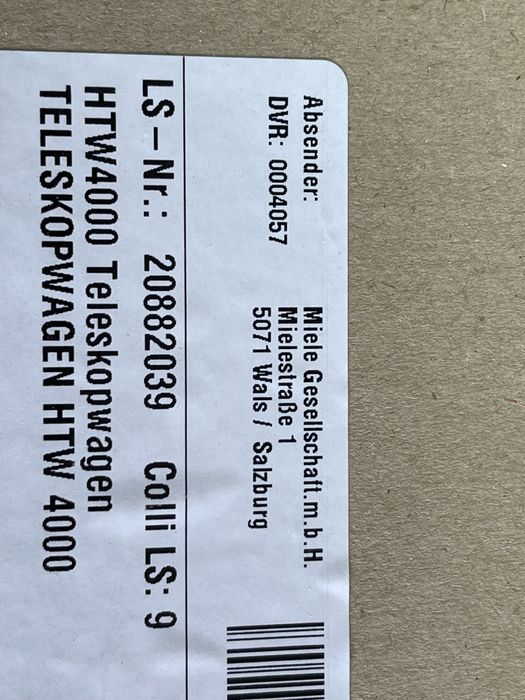 Absender: Miele Gesellschaft.m.b.H.
DVR: 0004057 Mielestraße 1
5071 Wals / Salzburg
LS-Nr.: 20882039 Colli LS: 9
HTW4000 Teleskopwagen
TELESKOPWAGEN HTW 4000